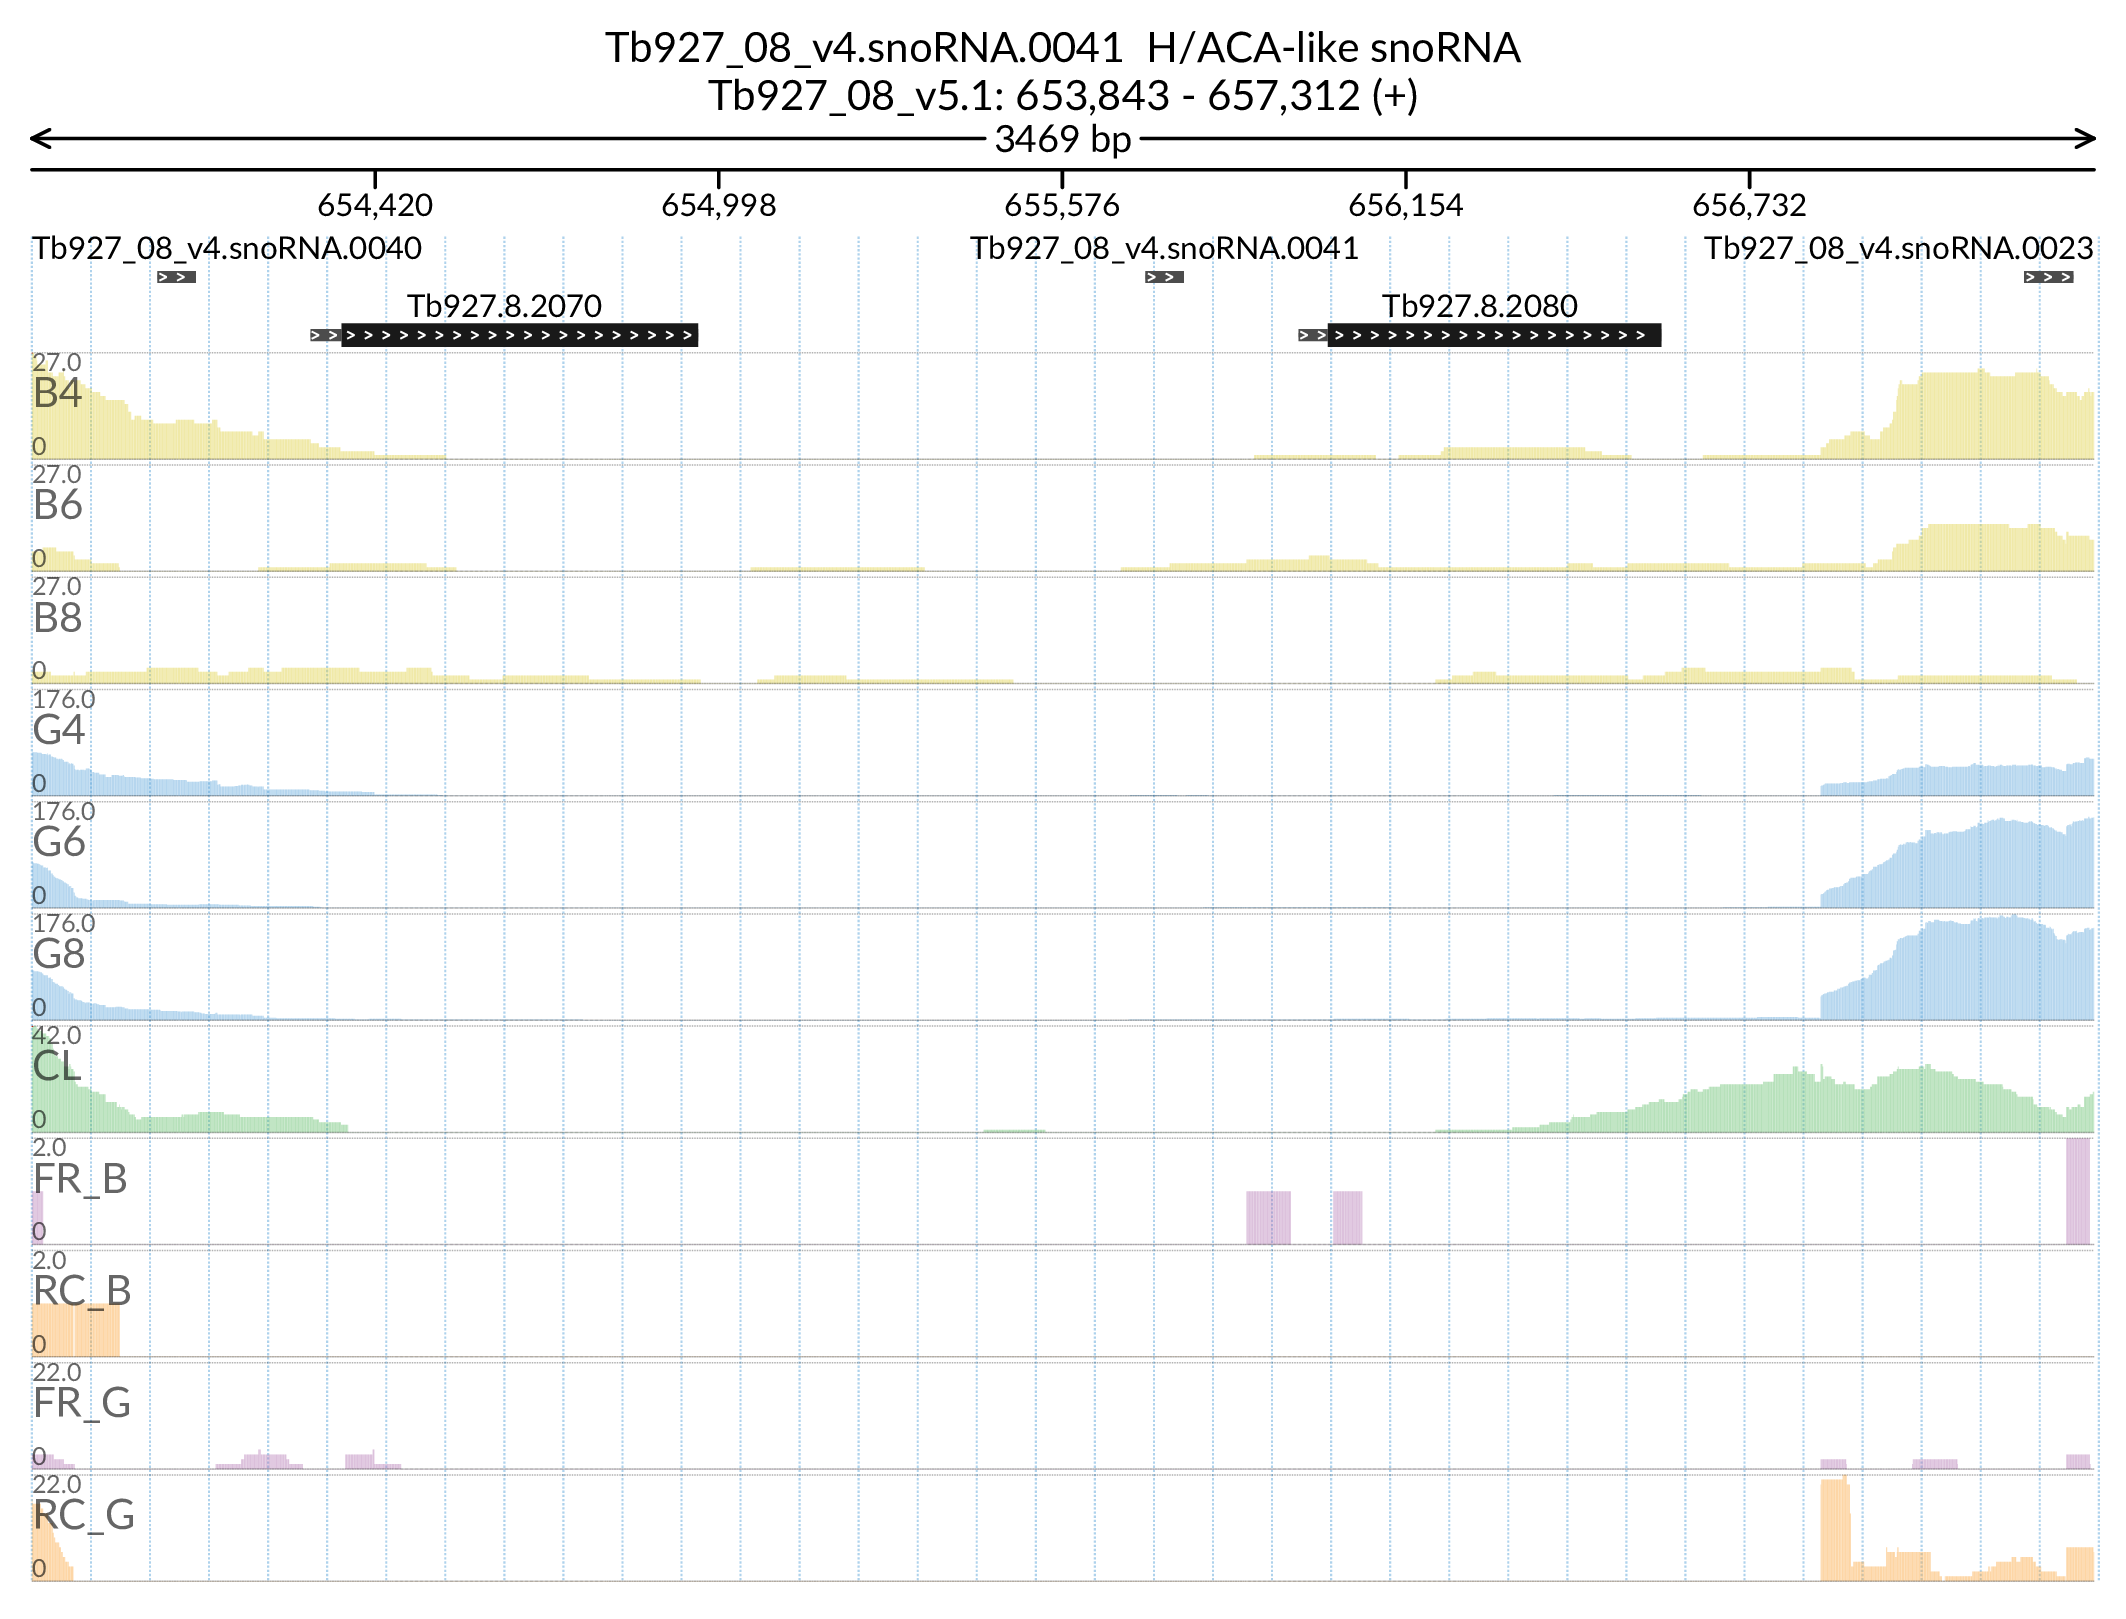 Tb927_08_v4.snoRNA.0041 H/ACA-like snoRNA
Tb927_08_v5.1: 653,843 - 657,312 (+)
3469 bp
654,420 654,998 655,576 656,154 656,732
Tb927_08_v4.snoRNA.0040 Tb927_08_v4.snoRNA.0041 Tb927_08_v4.snoRNA.0023
Tb927.8.2070 Tb927.8.2080
27.0
B4
0
27.0
B6
0
27.0
B8
0
176.0
G4
0
176.0
G6
0
176.0
G8
0
42.0
CL
0
2.0
FR_B
0
2.0
RC_B
0
22.0
FR_G
0
22.0
RC_G
0